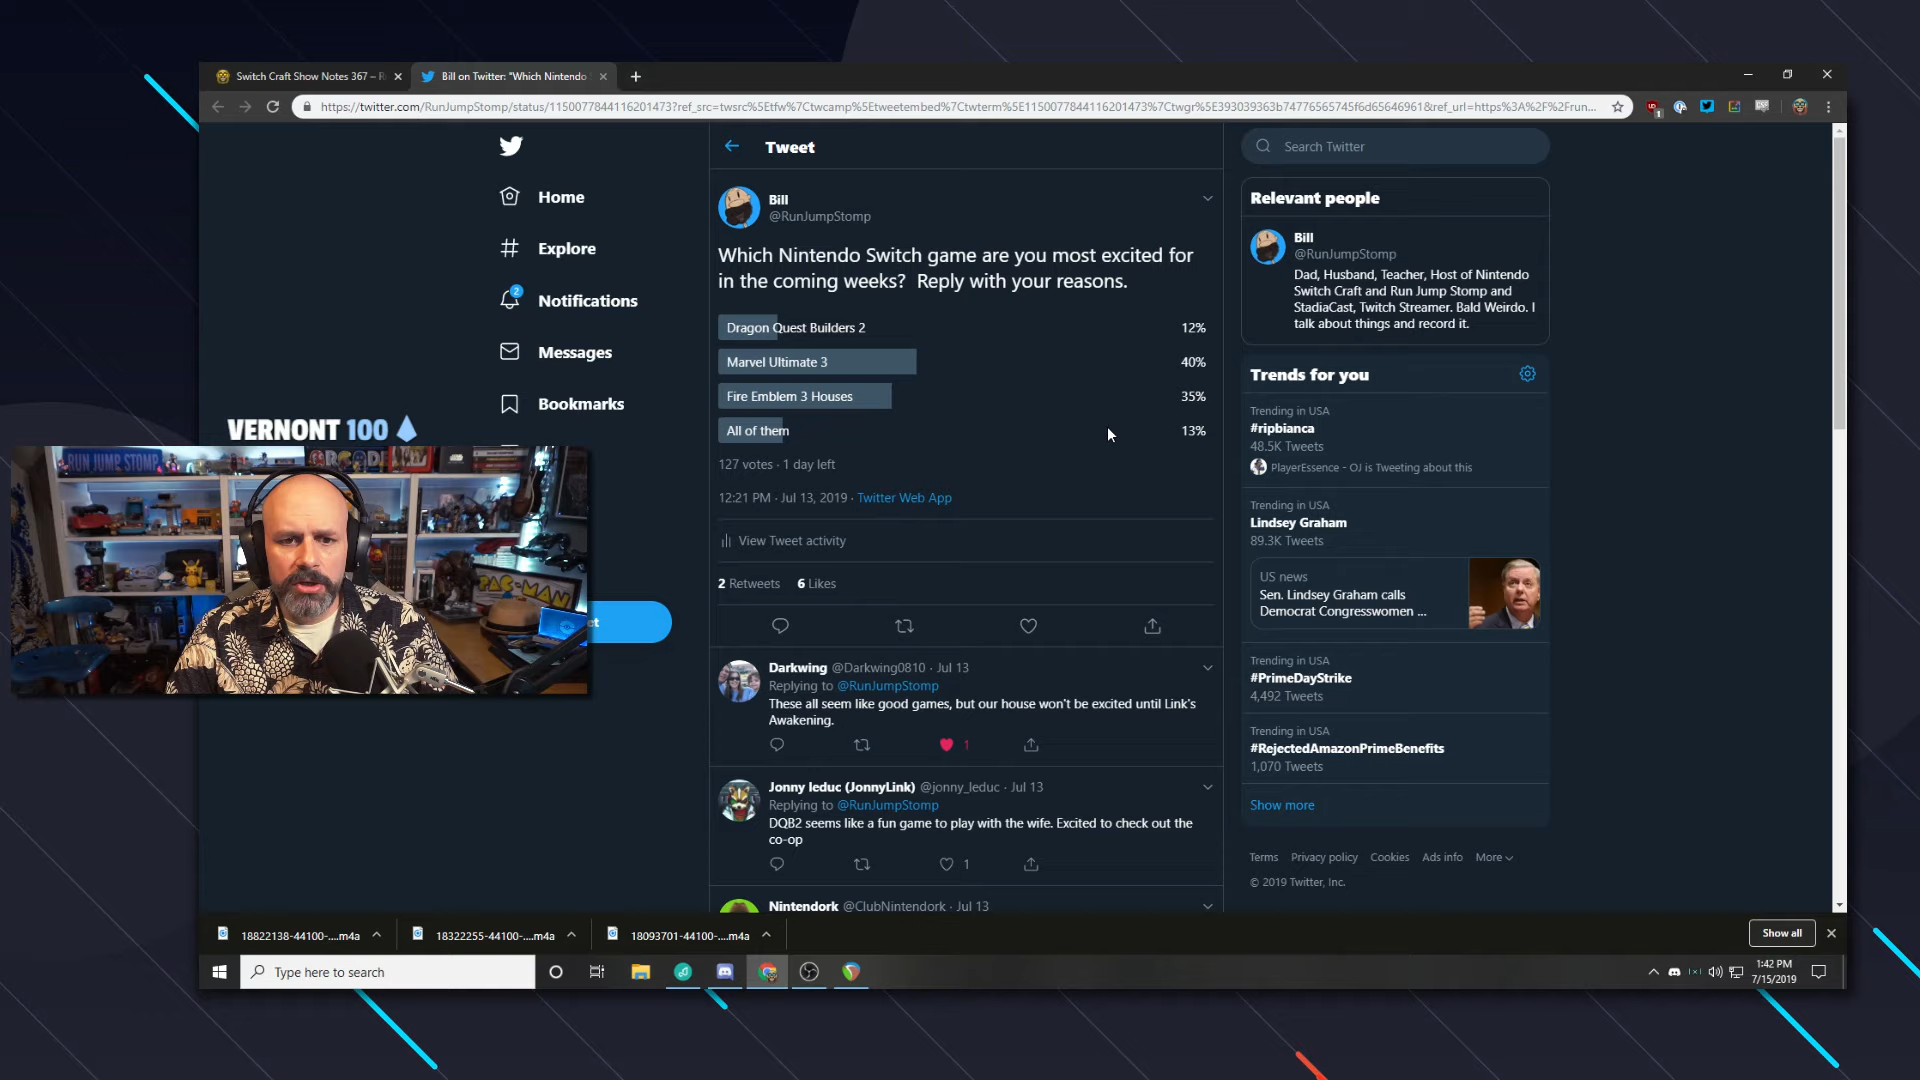 Switch Craft Show Notes 367 – R
Bill on Twitter: "Which Nintendo
https://twitter.com/RunJumpStomp/status/1150077844116201473?ref_src=twsrc%5Etfw%7Ctwcamp%5Etweetembed%7Ctwterm%5E1150077844116201473%7Ctwgr%5E393039363b74776565745f6d65646961&ref_url=https%3A%2F%2Frun...
Home
Explore
2
Notifications
Messages
Bookmarks
VERNONT 100
RUN JUMP STOMP
PAC-MAN
et
Tweet
Bill
@RunJumpStomp
Which Nintendo Switch game are you most excited for
in the coming weeks? Reply with your reasons.
Dragon Quest Builders 2 12%
Marvel Ultimate 3 40%
Fire Emblem 3 Houses 35%
All of them 13%
127 votes · 1 day left
12:21 PM · Jul 13, 2019 · Twitter Web App
View Tweet activity
2 Retweets 6 Likes
Darkwing @Darkwing0810 · Jul 13
Replying to @RunJumpStomp
These all seem like good games, but our house won't be excited until Link's
Awakening.
1
Jonny leduc (JonnyLink) @jonny_leduc · Jul 13
Replying to @RunJumpStomp
DQB2 seems like a fun game to play with the wife. Excited to check out the
co-op
1
Nintendork @ClubNintendork · Jul 13
Search Twitter
Relevant people
Bill
@RunJumpStomp
Dad, Husband, Teacher, Host of Nintendo
Switch Craft and Run Jump Stomp and
StadiaCast, Twitch Streamer. Bald Weirdo. I
talk about things and record it.
Trends for you
Trending in USA
#ripbianca
48.5K Tweets
PlayerEssence - OJ is Tweeting about this
Trending in USA
Lindsey Graham
89.3K Tweets
US news
Sen. Lindsey Graham calls
Democrat Congresswomen ...
Trending in USA
#PrimeDayStrike
4,492 Tweets
Trending in USA
#RejectedAmazonPrimeBenefits
1,070 Tweets
Show more
Terms Privacy policy Cookies Ads info More
© 2019 Twitter, Inc.
18822138-44100-....m4a
18322255-44100-....m4a
18093701-44100-....m4a
Show all
Type here to search
1:42 PM
7/15/2019